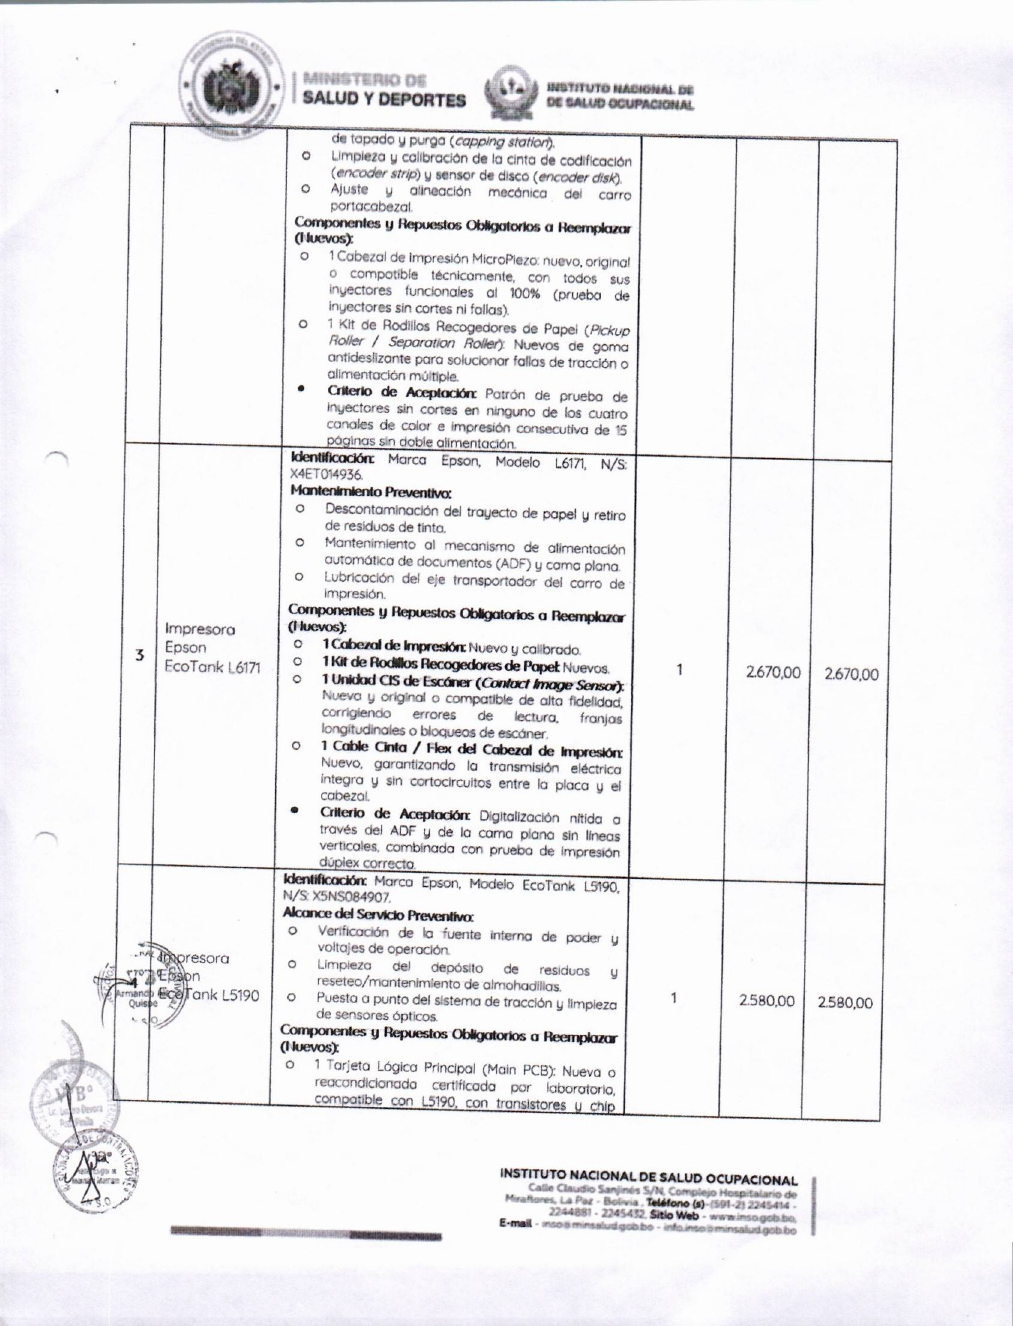 MINISTERIO DE
SALUD Y DEPORTES
INSTITUTO NACIONAL DE
DE SALUD OCUPACIONAL
de tapado y purga (capping station).
o Limpieza y calibración de la cinta de codificación
(encoder strip) y sensor de disco (encoder disk).
o Ajuste y alineación mecánica del carro
portacabezal.
Componentes y Repuestos Obligatorios a Reemplazar
(Nuevos):
o 1 Cabezal de Impresión MicroPiezo: nuevo, original
o compatible técnicamente, con todos sus
inyectores funcionales al 100% (prueba de
inyectores sin cortes ni fallas).
o 1 Kit de Rodillos Recogedores de Papel (Pickup
Roller / Separation Roller): Nuevos de goma
antideslizante para solucionar fallas de tracción o
alimentación múltiple.
• Criterio de Aceptación: Patrón de prueba de
inyectores sin cortes en ninguno de los cuatro
canales de color e impresión consecutiva de 15
páginas sin doble alimentación.
3
Impresora
Epson
EcoTank L6171
Identificación: Marca Epson, Modelo L6171, N/S:
X4ET014936.
Mantenimiento Preventivo:
o Descontaminación del trayecto de papel y retiro
de residuos de tinta.
o Mantenimiento al mecanismo de alimentación
automática de documentos (ADF) y cama plana.
o Lubricación del eje transportador del carro de
impresión.
Componentes y Repuestos Obligatorios a Reemplazar
(Nuevos):
o 1 Cabezal de Impresión: Nuevo y calibrado.
o 1 Kit de Rodillos Recogedores de Papel: Nuevos.
o 1 Unidad CIS de Escáner (Contact Image Sensor):
Nueva y original o compatible de alta fidelidad,
corrigiendo errores de lectura, franjas
longitudinales o bloqueos de escáner.
o 1 Cable Cinta / Flex del Cabezal de Impresión:
Nuevo, garantizando la transmisión eléctrica
íntegra y sin cortocircuitos entre la placa y el
cabezal.
• Criterio de Aceptación: Digitalización nítida a
través del ADF y de la cama plana sin líneas
verticales, combinada con prueba de impresión
dúplex correcta.
1
2.670,00
2.670,00
4
Impresora
Epson
EcoTank L5190
Identificación: Marca Epson, Modelo EcoTank L5190,
N/S: X5NS084907.
Alcance del Servicio Preventivo:
o Verificación de la fuente interna de poder y
voltajes de operación.
o Limpieza del depósito de residuos y
reseteo/mantenimiento de almohadillas.
o Puesta a punto del sistema de tracción y limpieza
de sensores ópticos.
Componentes y Repuestos Obligatorios a Reemplazar
(Nuevos):
o 1 Tarjeta Lógica Principal (Main PCB): Nueva o
reacondicionada certificada por laboratorio,
compatible con L5190, con transistores y chip
1
2.580,00
2.580,00
Armando
Quispe
VºBº
INSTITUTO NACIONAL DE SALUD OCUPACIONAL
Calle Claudio Sanjinés S/N, Complejo Hospitalario de
Miraflores, La Paz - Bolivia, Teléfono (s)-(591-2) 2245414 -
2244881 - 2245432, Sitio Web - www.inso.gob.bo,
E-mail - inso@minsalud.gob.bo - info.inso@minsalud.gob.bo